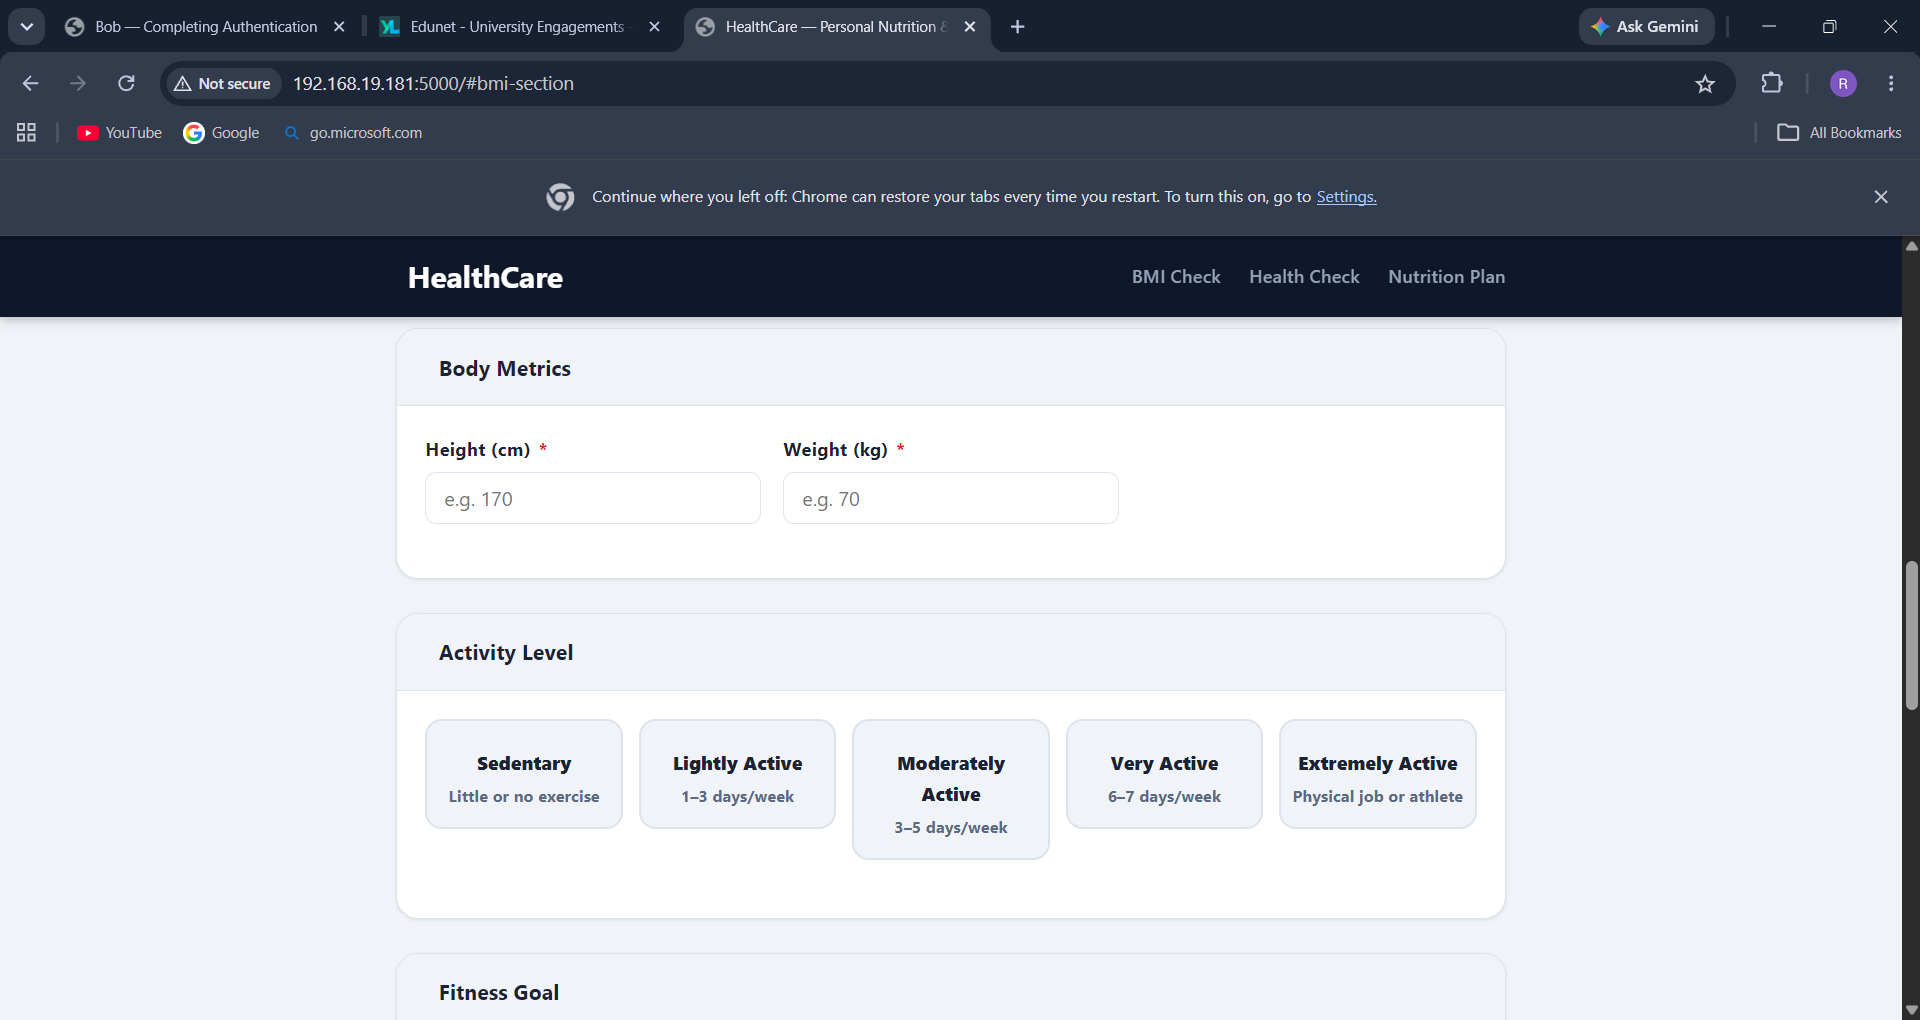 Bob — Completing Authentication
Edunet - University Engagements -
HealthCare — Personal Nutrition &
Ask Gemini
Not secure
192.168.19.181:5000/#bmi-section
R
YouTube
Google
go.microsoft.com
All Bookmarks
Continue where you left off: Chrome can restore your tabs every time you restart. To turn this on, go to Settings.
HealthCare
BMI Check
Health Check
Nutrition Plan
Body Metrics
Height (cm) *
Weight (kg) *
e.g. 170
e.g. 70
Activity Level
Sedentary
Little or no exercise
Lightly Active
1–3 days/week
Moderately
Active
3–5 days/week
Very Active
6–7 days/week
Extremely Active
Physical job or athlete
Fitness Goal